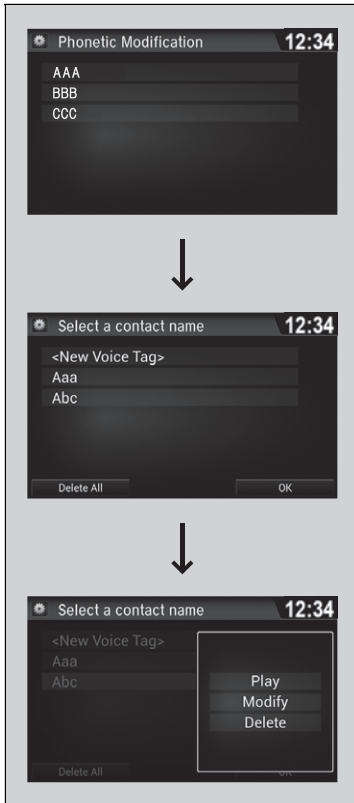 Phonetic Modification 12:34
AAA
BBB
CCC
Select a contact name 12:34
<New Voice Tag>
Aaa
Abc
Delete All OK
Select a contact name 12:34
<New Voice Tag>
Aaa
Abc
Play
Modify
Delete
Delete All OK